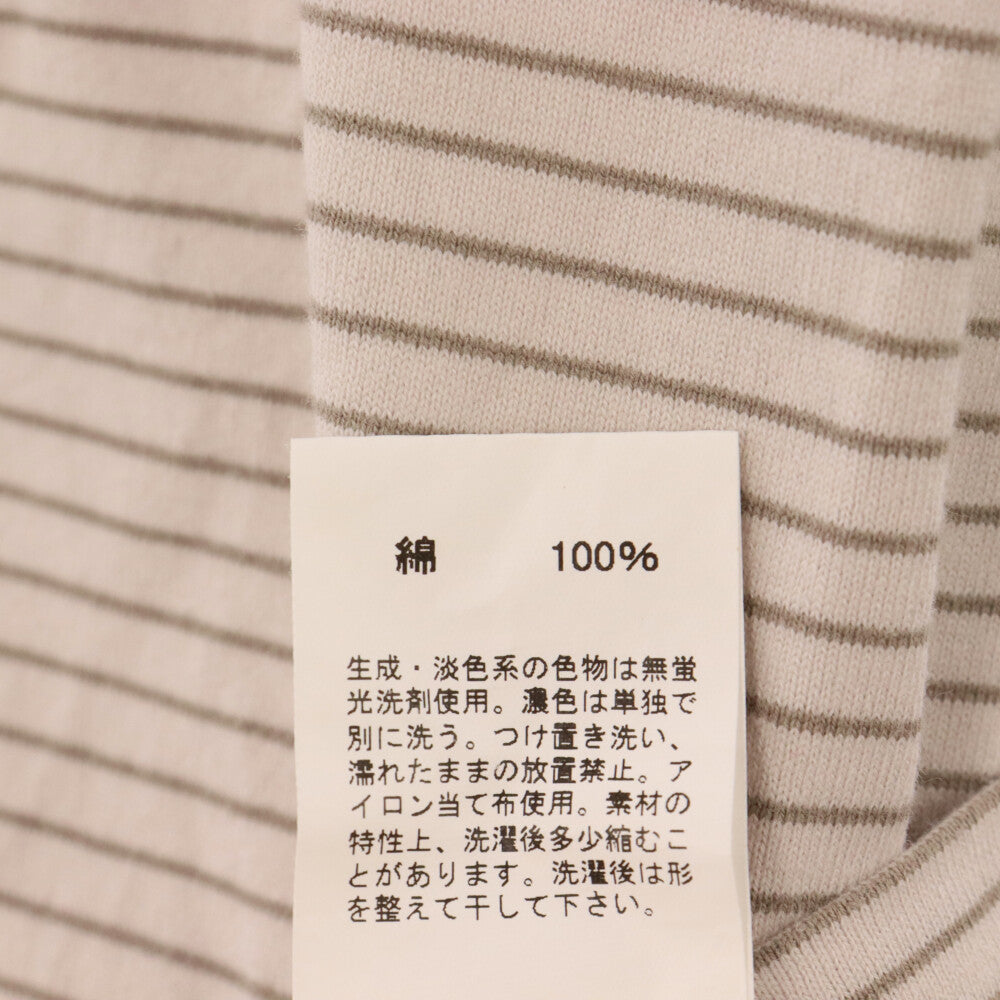 綿 100%
生成・淡色系の色物は無蛍
光洗剤使用。濃色は単独で
別に洗う。つけ置き洗い、
濡れたままの放置禁止。ア
イロン当て布使用。素材の
特性上、洗濯後多少縮むこ
とがあります。洗濯後は形
を整えて干して下さい。